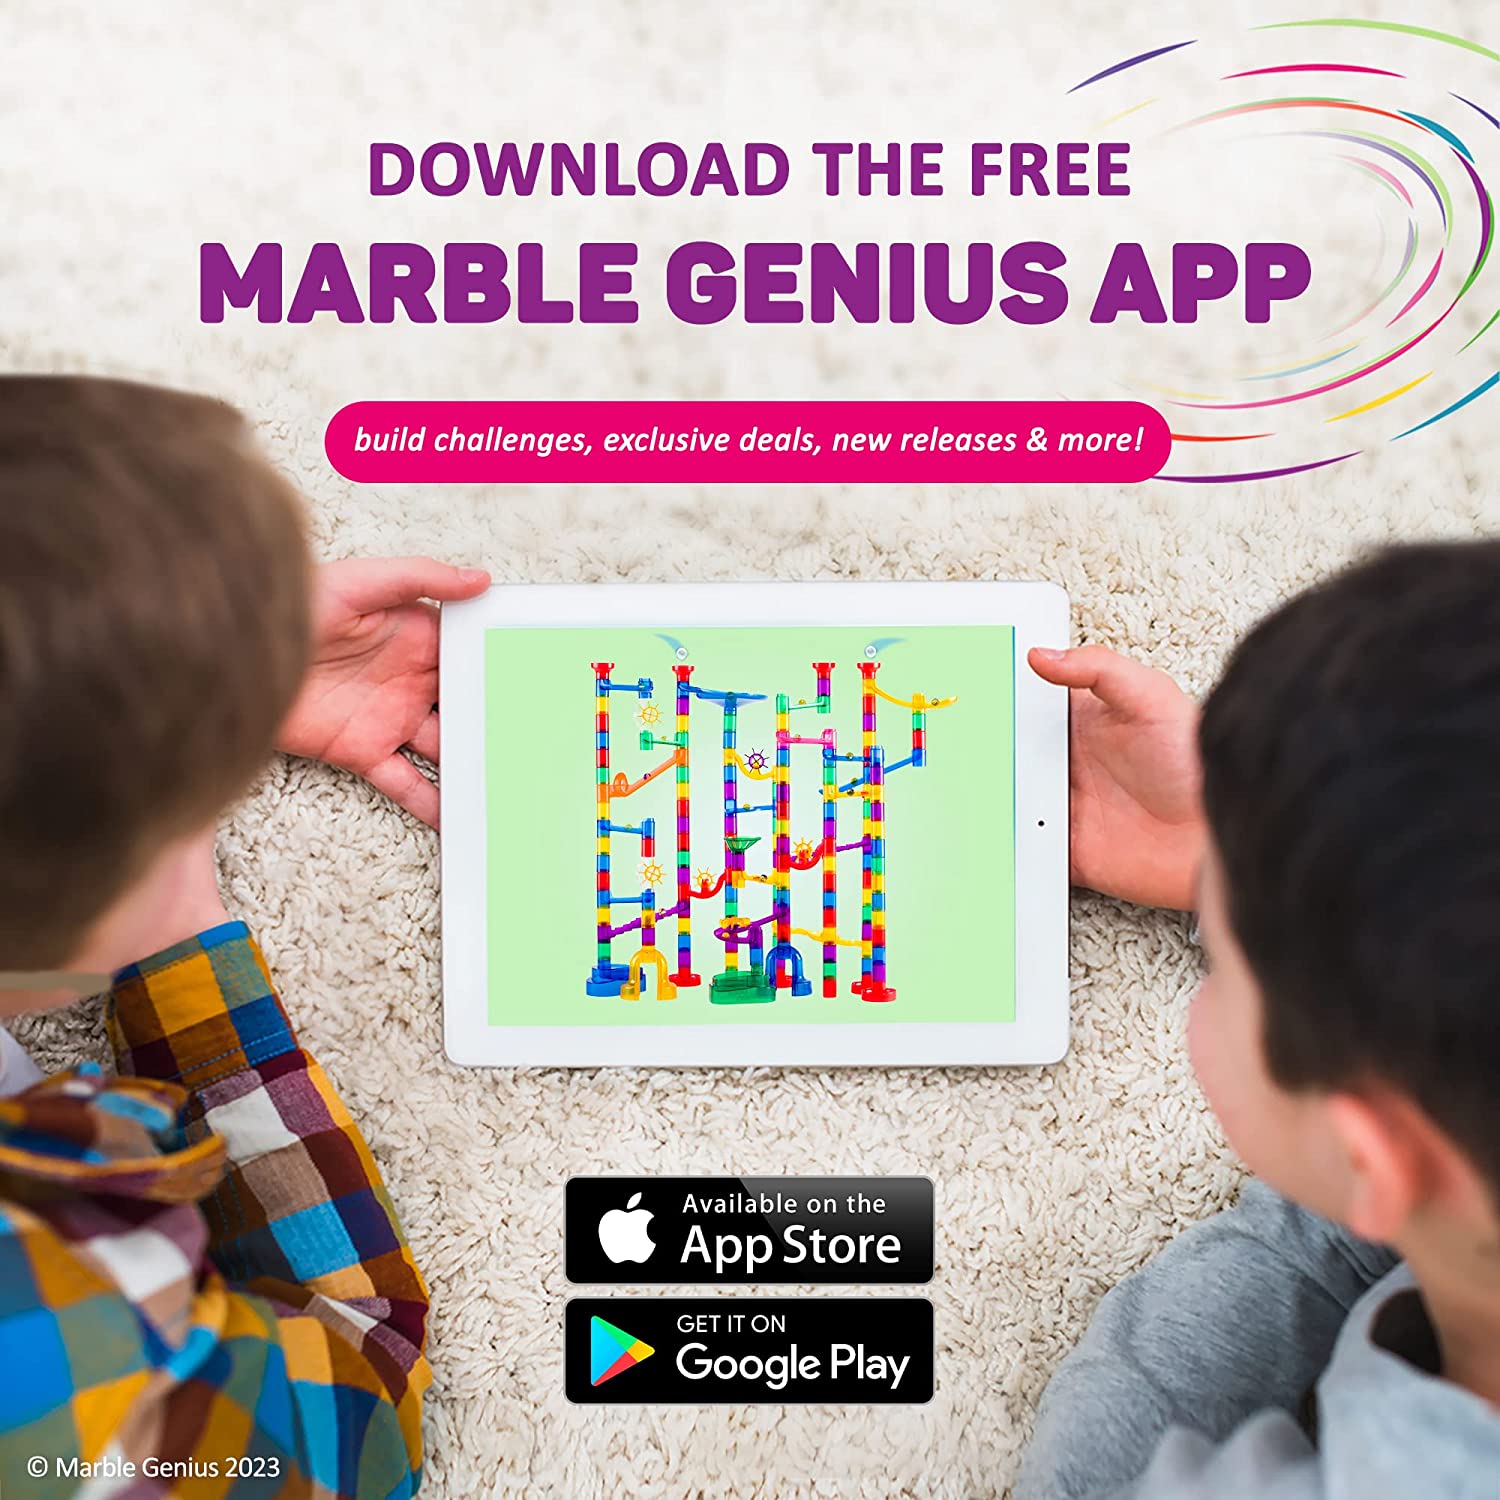 DOWNLOAD THE FREE
MARBLE GENIUS APP
build challenges, exclusive deals, new releases & more!
Available on the
App Store
GET IT ON
Google Play
© Marble Genius 2023